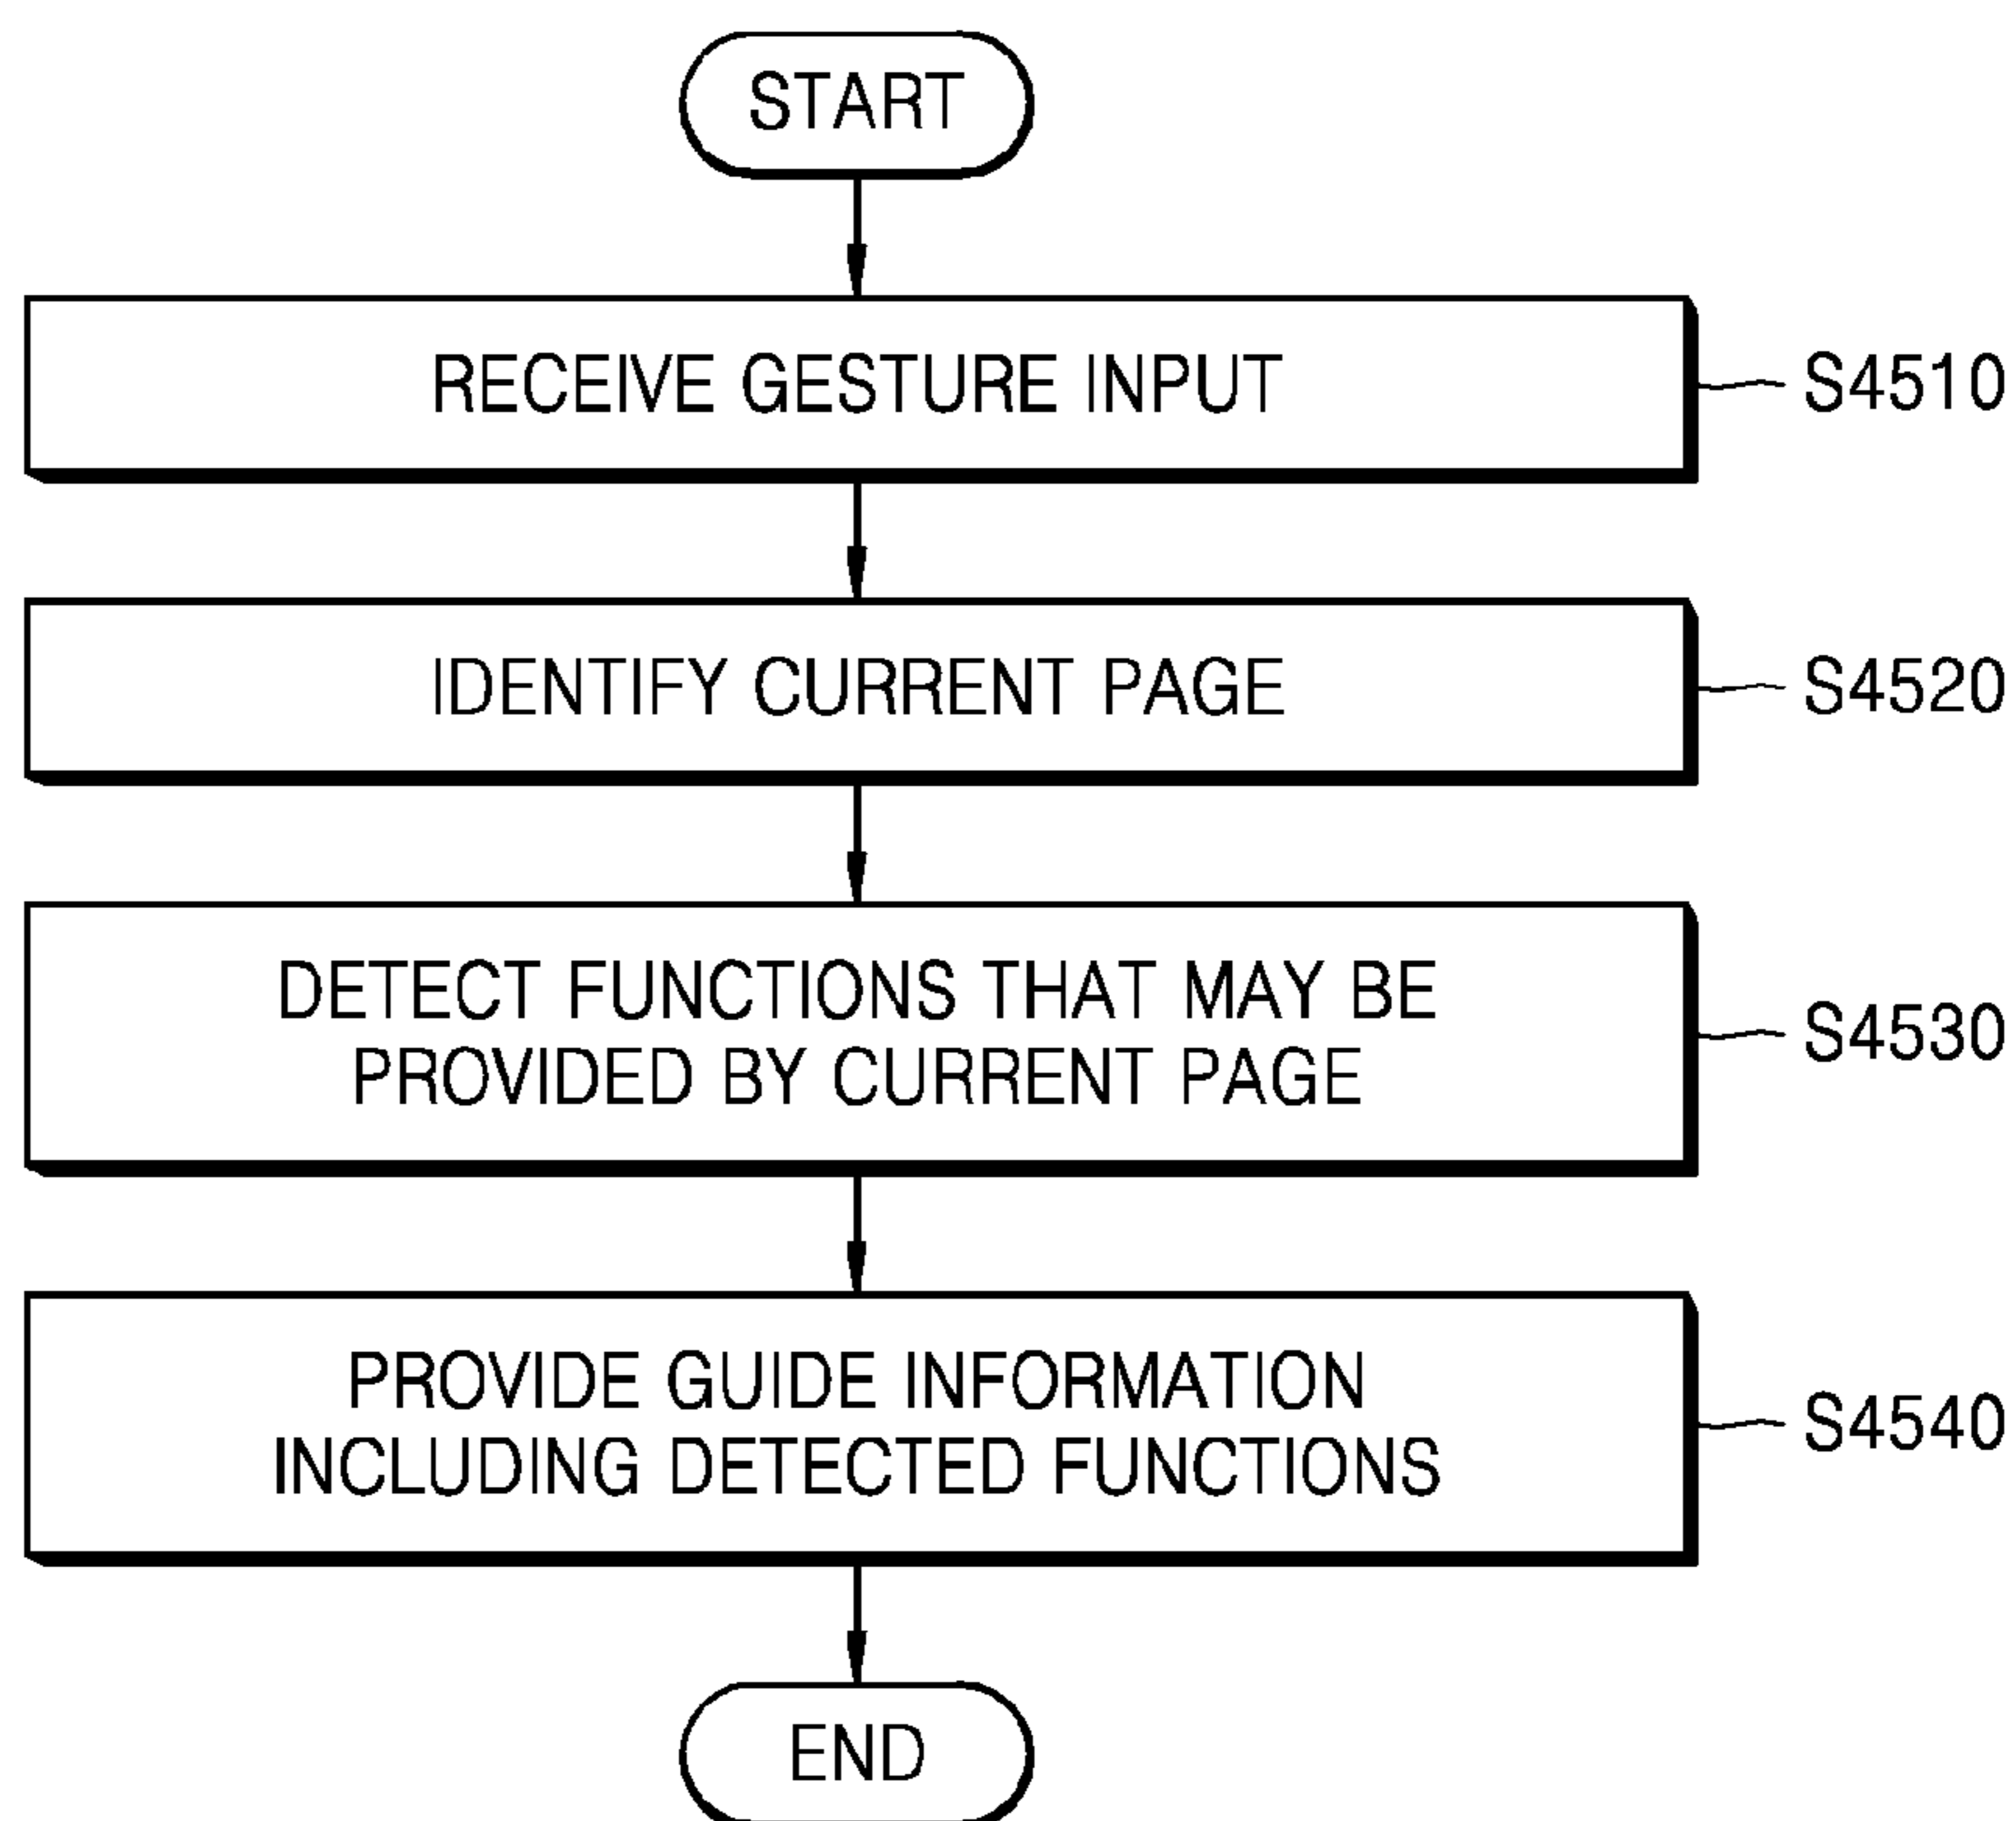 START
RECEIVE GESTURE INPUT
S4510
IDENTIFY CURRENT PAGE
S4520
DETECT FUNCTIONS THAT MAY BE
PROVIDED BY CURRENT PAGE
S4530
PROVIDE GUIDE INFORMATION
INCLUDING DETECTED FUNCTIONS
S4540
END